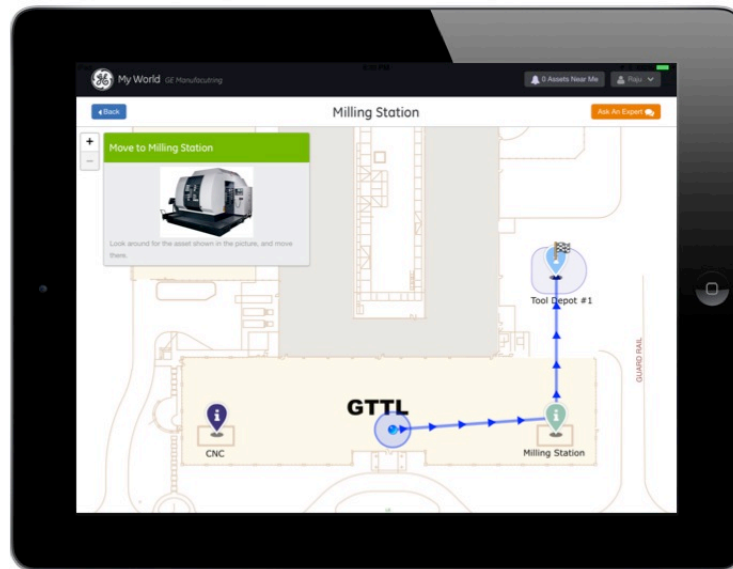 My World GE Manufacutring
0 Assets Near Me
Raju
Back
Milling Station
Ask An Expert
+
−
Move to Milling Station
Look around for the asset shown in the picture, and move
there.
Tool Depot #1
GUARD RAIL
GTTL
CNC
Milling Station